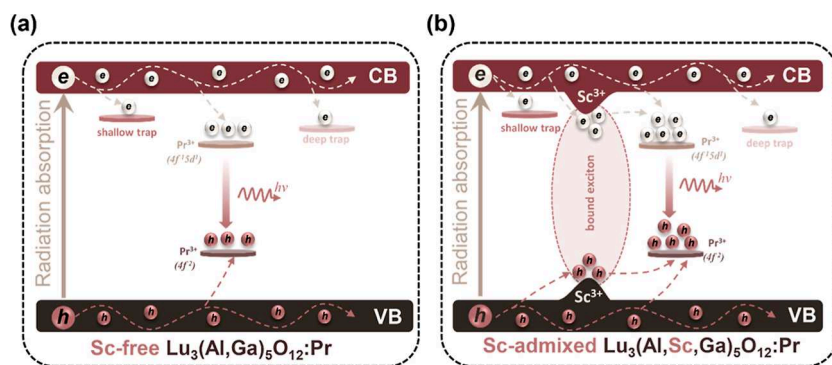 (a)
e e e e e e CB
e
shallow trap
e e e
Pr³⁺
(4f¹5d¹)
e
deep trap
Radiation absorption
hν
h h h
Pr³⁺
(4f²)
h h h h h h VB
Sc-free Lu₃(Al,Ga)₅O₁₂:Pr
(b)
e e e e e e CB
Sc³⁺
e
shallow trap
e e e
e e e e e
Pr³⁺
(4f¹5d¹)
e
deep trap
Radiation absorption
bound exciton
hν
h h h h h
Pr³⁺
(4f²)
h h h
Sc³⁺
h h h h h h VB
Sc-admixed Lu₃(Al,Sc,Ga)₅O₁₂:Pr